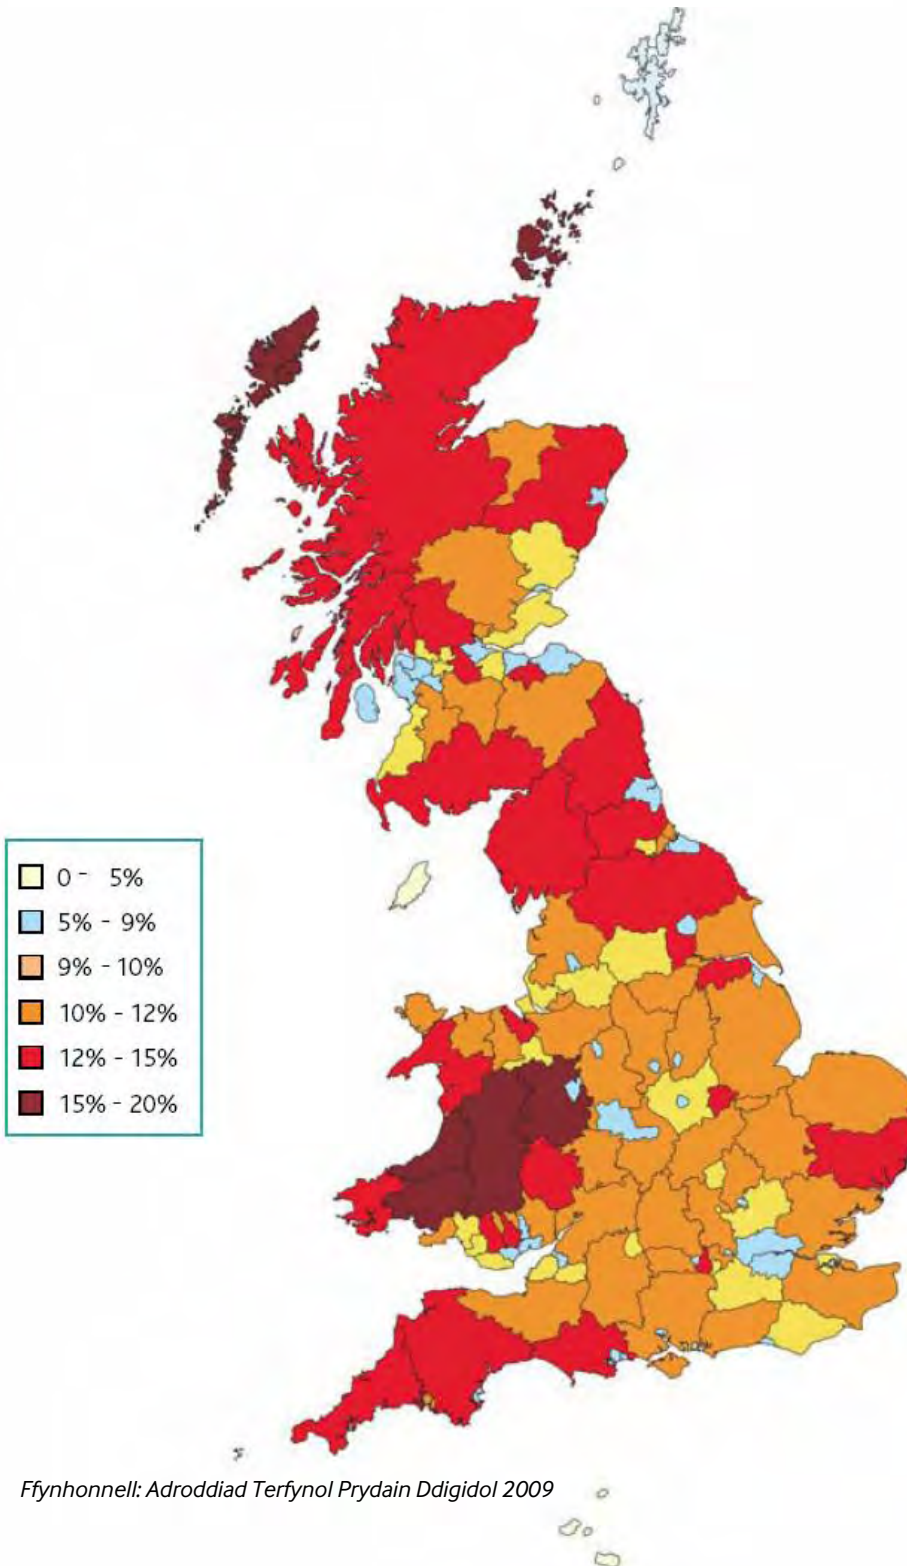 0 - 5%
5% - 9%
9% - 10%
10% - 12%
12% - 15%
15% - 20%
Ffynhonnell: Adroddiad Terfynol Prydain Ddigidol 2009